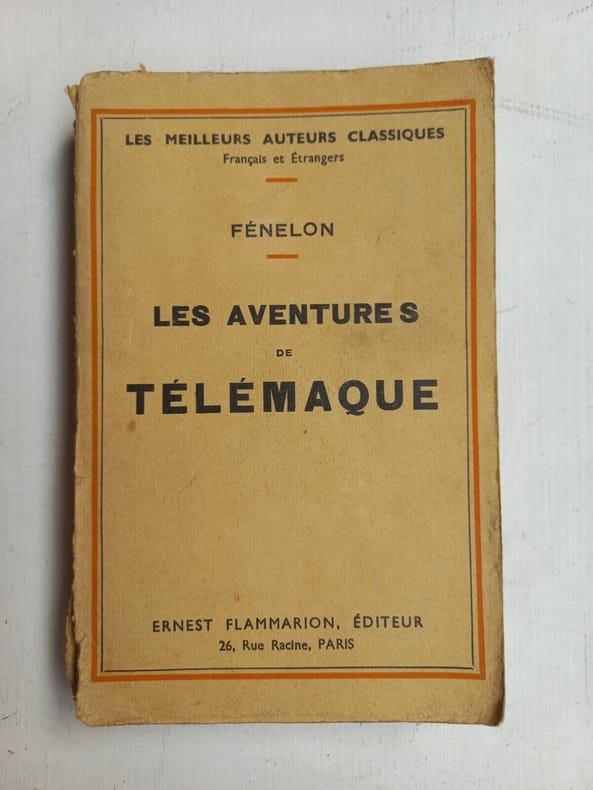 LES MEILLEURS AUTEURS CLASSIQUES
Français et Étrangers
FÉNELON
LES AVENTURES
DE
TÉLÉMAQUE
ERNEST FLAMMARION, ÉDITEUR
26, Rue Racine, PARIS